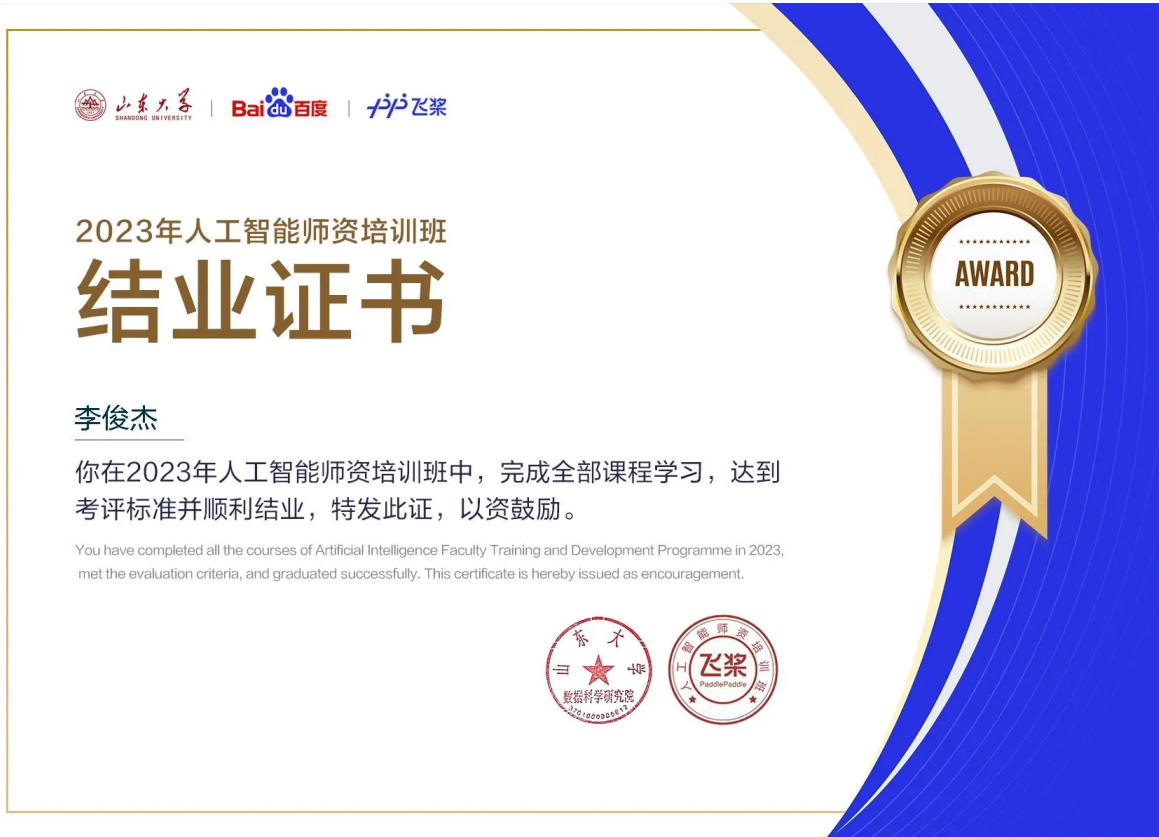 山东大学
SHANDONG UNIVERSITY
Bai du 百度
飞桨
2023年人工智能师资培训班
结业证书
AWARD
李俊杰
你在2023年人工智能师资培训班中，完成全部课程学习，达到
考评标准并顺利结业，特发此证，以资鼓励。
You have completed all the courses of Artificial Intelligence Faculty Training and Development Programme in 2023,
met the evaluation criteria, and graduated successfully. This certificate is hereby issued as encouragement.
山东大学
数据科学研究院
3701000005612
人工智能师资培训班
飞桨
PaddlePaddle